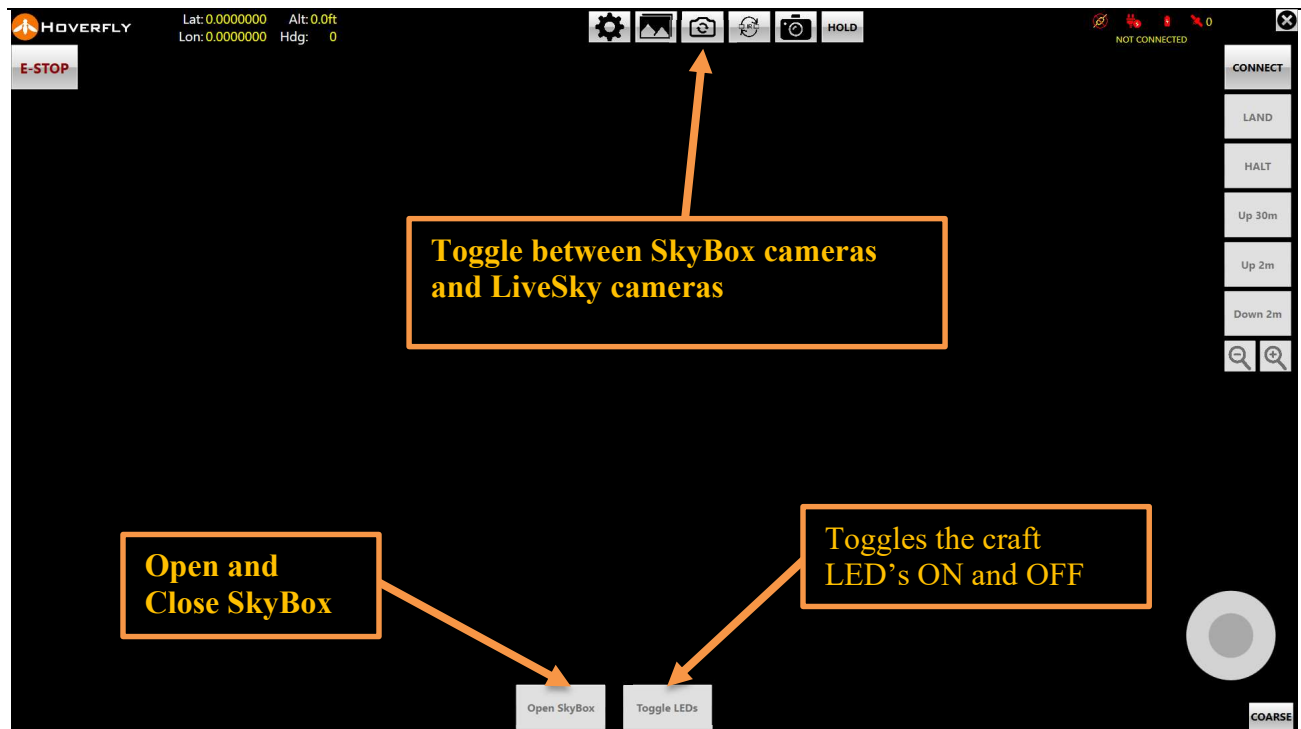 HOVERFLY
Lat: 0.0000000 Alt: 0.0ft
Lon: 0.0000000 Hdg: 0
HOLD
0
NOT CONNECTED
E-STOP
CONNECT
LAND
HALT
Up 30m
Up 2m
Down 2m
Toggle between SkyBox cameras
and LiveSky cameras
Open and
Close SkyBox
Toggles the craft
LED’s ON and OFF
Open SkyBox
Toggle LEDs
COARSE